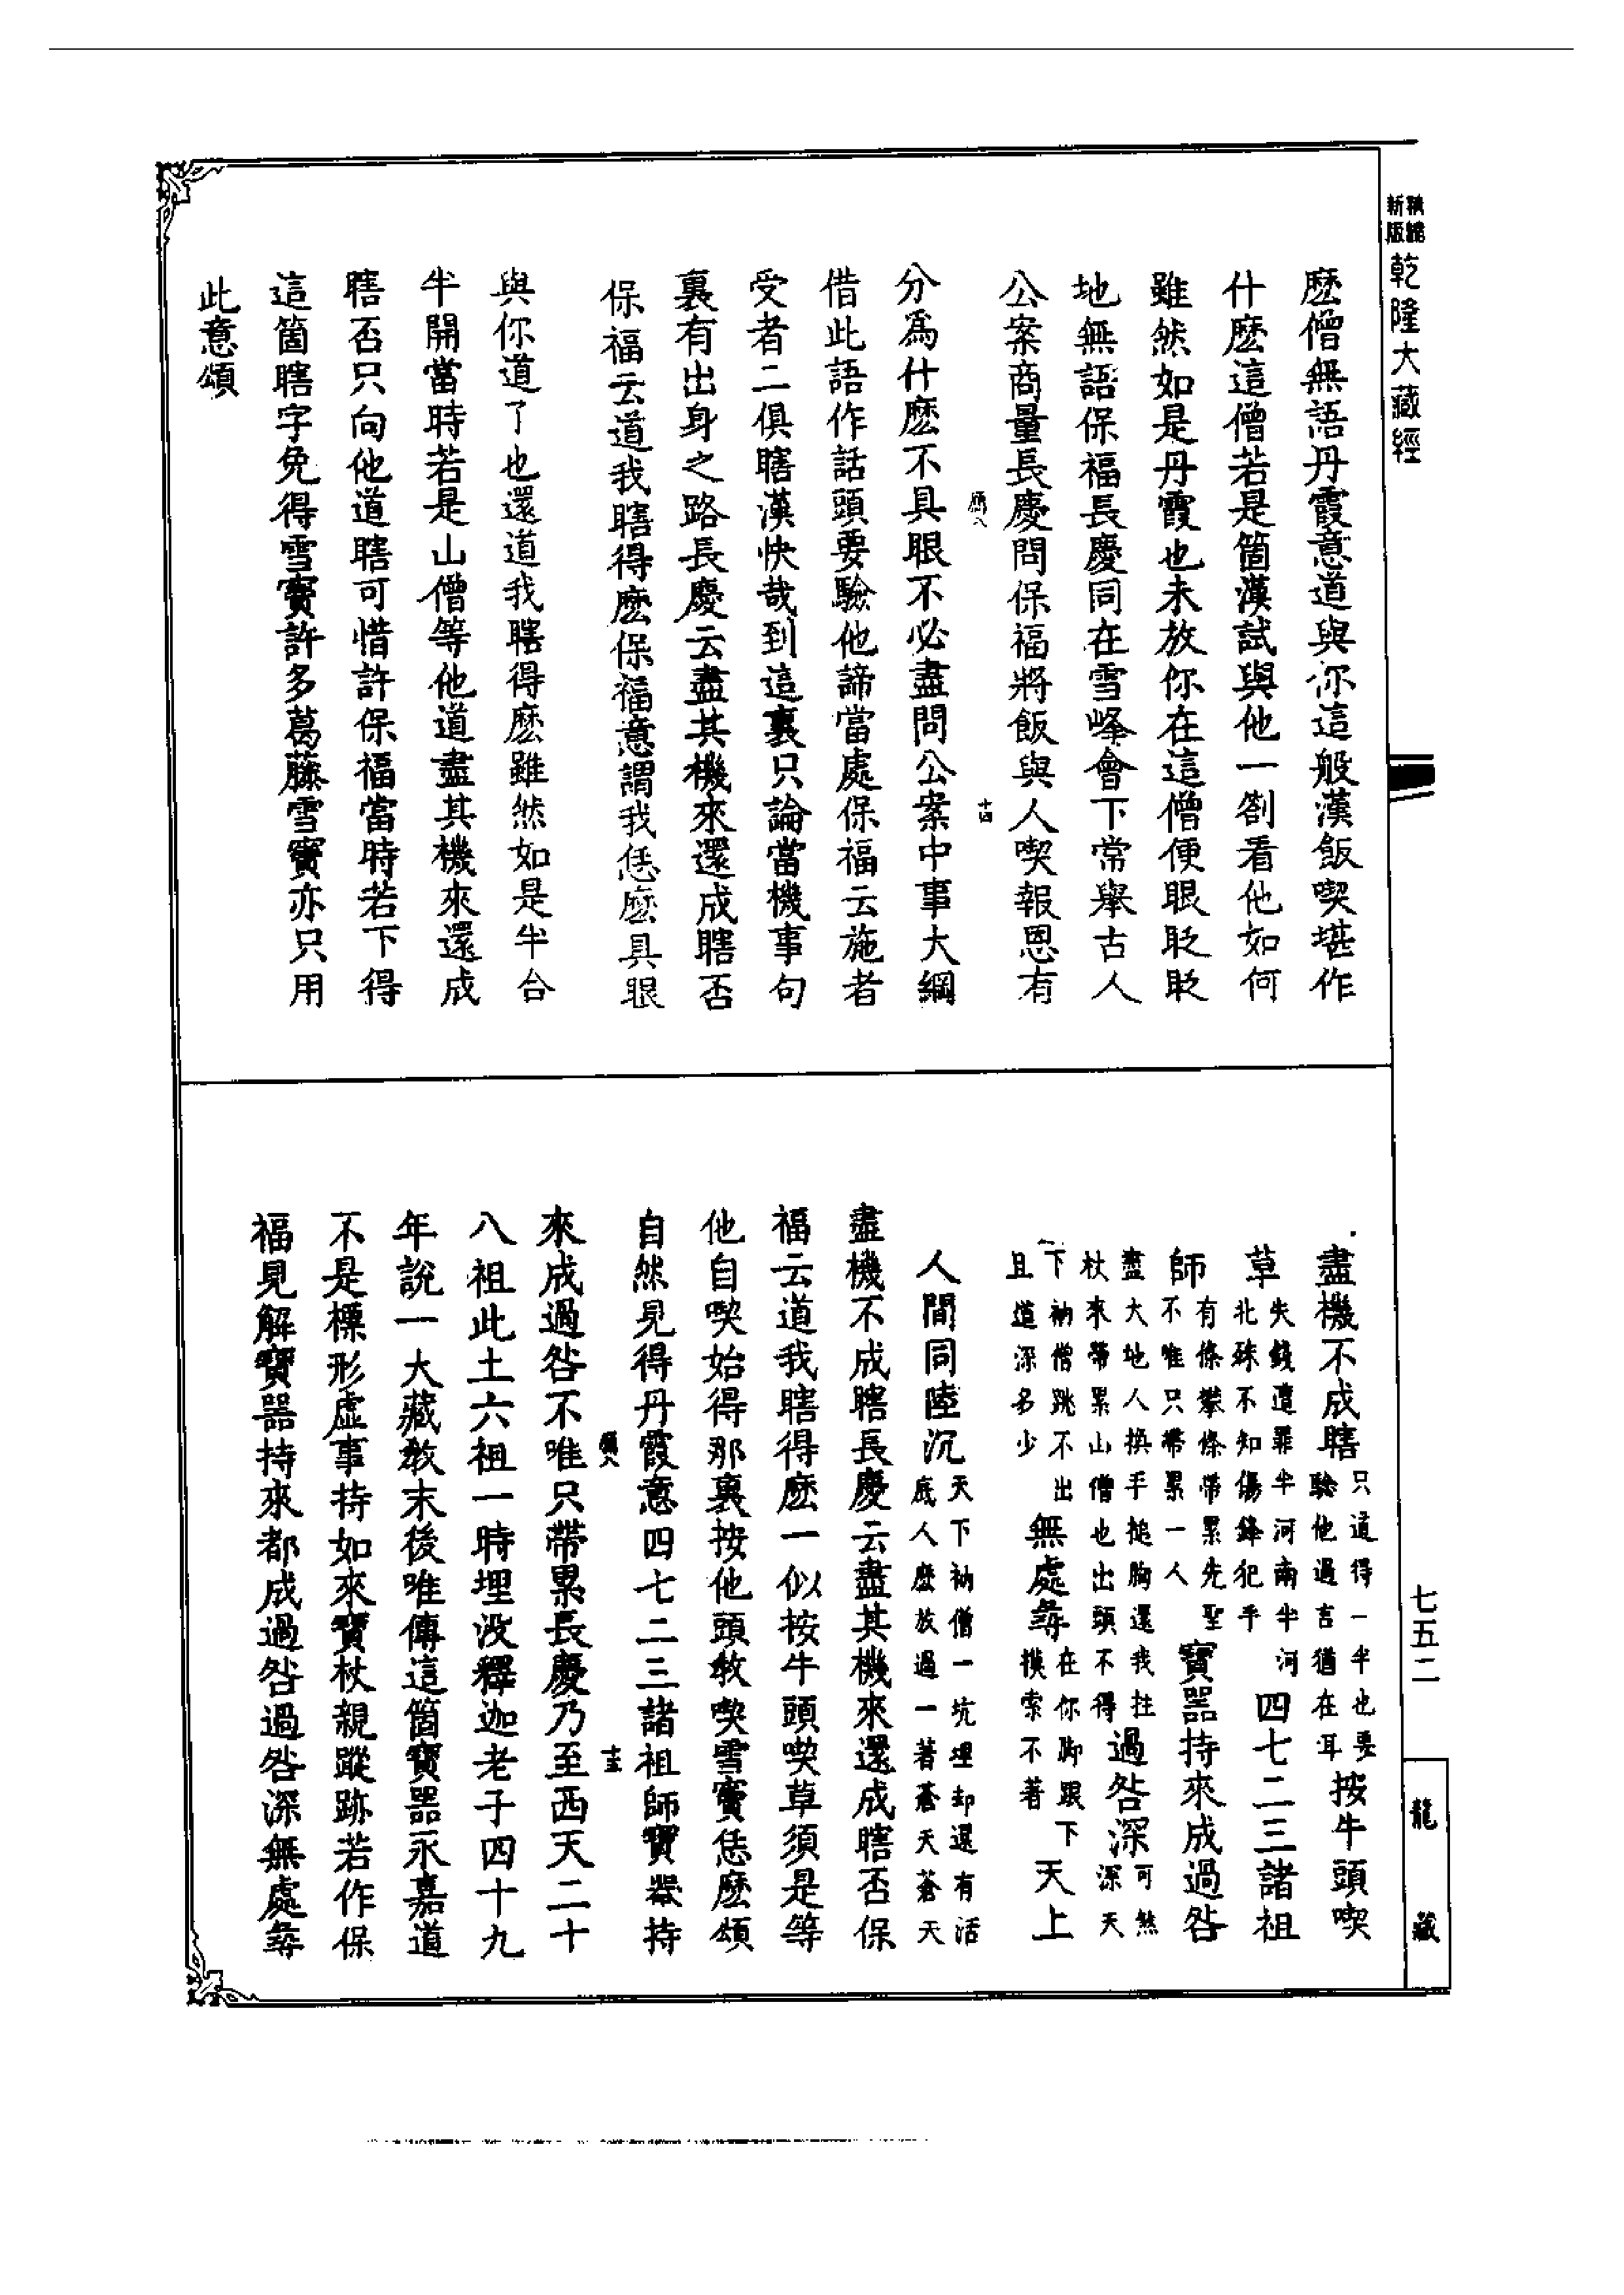 乾隆大藏經
麽僧無語丹霞意道與你這般漢飯喫堪作
什麽這僧若是箇漢試與他一劄看他如何
雖然如是丹霞也未放你在這僧便眼眨眨
地無語保福長慶同在雪峰會下常舉古人
公案商量長慶問保福將飯與人喫報恩有
十四
分爲什麽不具眼不必盡問公案中事大綱
借此語作話頭要驗他諦當處保福云施者
受者二俱瞎漢快哉到這裏只論當機事句
裏有出身之路長慶云盡其機來還成瞎否
保福云道我瞎得麽保福意謂我恁麽具眼
與你道了也還道我瞎得麽雖然如是半合
半開當時若是山僧等他道盡其機來還成
瞎否只向他道瞎可惜許保福當時若下得
這箇瞎字免得雪竇許多葛藤雪竇亦只用
此意頌
七五二
龍藏
盡機不成瞎只道得一半也要驗他過言猶在耳按牛頭喫
草失錢遭罪半河南半河北殊不知傷鋒犯手四七二三諸祖
師有條攀條帶累先聖不唯只帶累一人寶器持來成過咎
盡大地人換手搥胸還我拄杖來帶累山僧也出頭不得過咎深可煞深天
下衲僧跳不出且道深多少無處尋在你脚跟下摸索不著天上
人間同陸沉天下衲僧一坑埋却還有活底人麽放過一著蒼天蒼天
盡機不成瞎長慶云盡其機來還成瞎否保
福云道我瞎得麽一似按牛頭喫草須是等
他自喫始得那裏按他頭教喫雪竇恁麽頌
自然見得丹霞意四七二三諸祖師寶器持
十五
來成過咎不唯只帶累長慶乃至西天二十
八祖此土六祖一時埋没釋迦老子四十九
年說一大藏教末後唯傳這箇寶器永嘉道
不是標形虚事持如來寶杖親蹤跡若作保
福見解寶器持來都成過咎過咎深無處尋